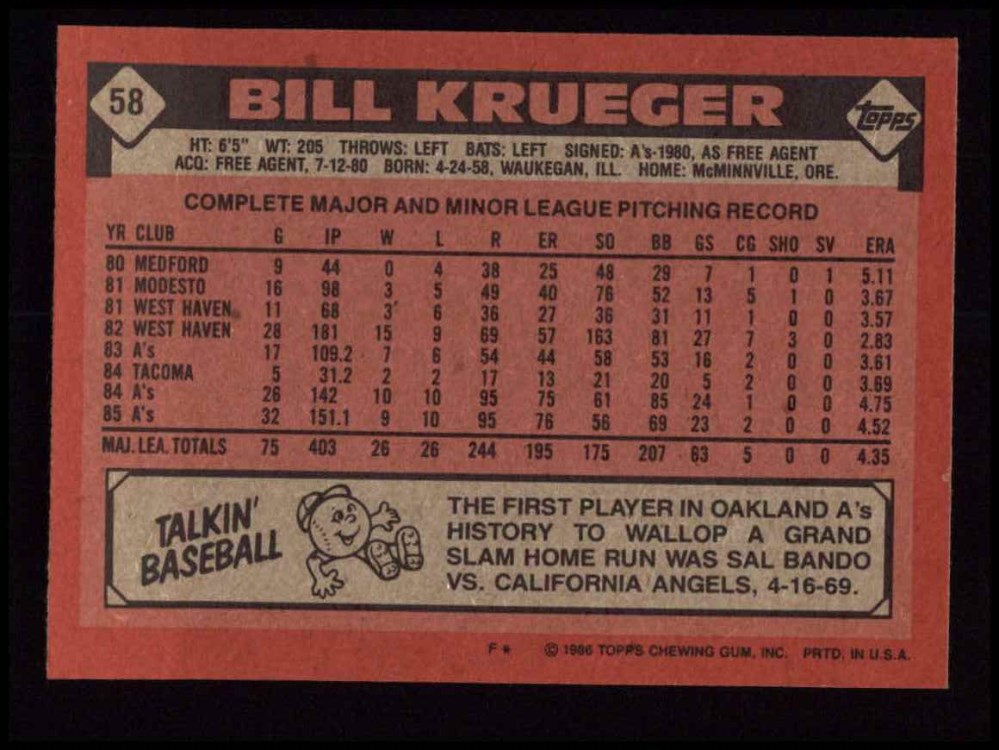 58 BILL KRUEGER topps
HT: 6'5" WT: 205 THROWS: LEFT BATS: LEFT SIGNED: A's-1980, AS FREE AGENT
ACQ: FREE AGENT, 7-12-80 BORN: 4-24-58, WAUKEGAN, ILL. HOME: McMINNVILLE, ORE.
COMPLETE MAJOR AND MINOR LEAGUE PITCHING RECORD
YR CLUB G IP W L R ER SO BB GS CG SHO SV ERA
80 MEDFORD 9 44 0 4 38 25 48 29 7 1 0 1 5.11
81 MODESTO 16 98 3 5 49 40 76 52 13 5 1 0 3.67
81 WEST HAVEN 11 68 3 6 36 27 36 31 11 1 0 0 3.57
82 WEST HAVEN 28 181 15 9 69 57 163 81 27 7 3 0 2.83
83 A's 17 109.2 7 6 54 44 58 53 16 2 0 0 3.61
84 TACOMA 5 31.2 2 2 17 13 21 20 5 2 0 0 3.69
84 A's 26 142 10 10 95 75 61 85 24 1 0 0 4.75
85 A's 32 151.1 9 10 95 76 56 69 23 2 0 0 4.52
MAJ. LEA. TOTALS 75 403 26 26 244 195 175 207 63 5 0 0 4.35
TALKIN'
BASEBALL
THE FIRST PLAYER IN OAKLAND A's
HISTORY TO WALLOP A GRAND
SLAM HOME RUN WAS SAL BANDO
VS. CALIFORNIA ANGELS, 4-16-69.
F* © 1986 TOPPS CHEWING GUM, INC. PRTD. IN U.S.A.